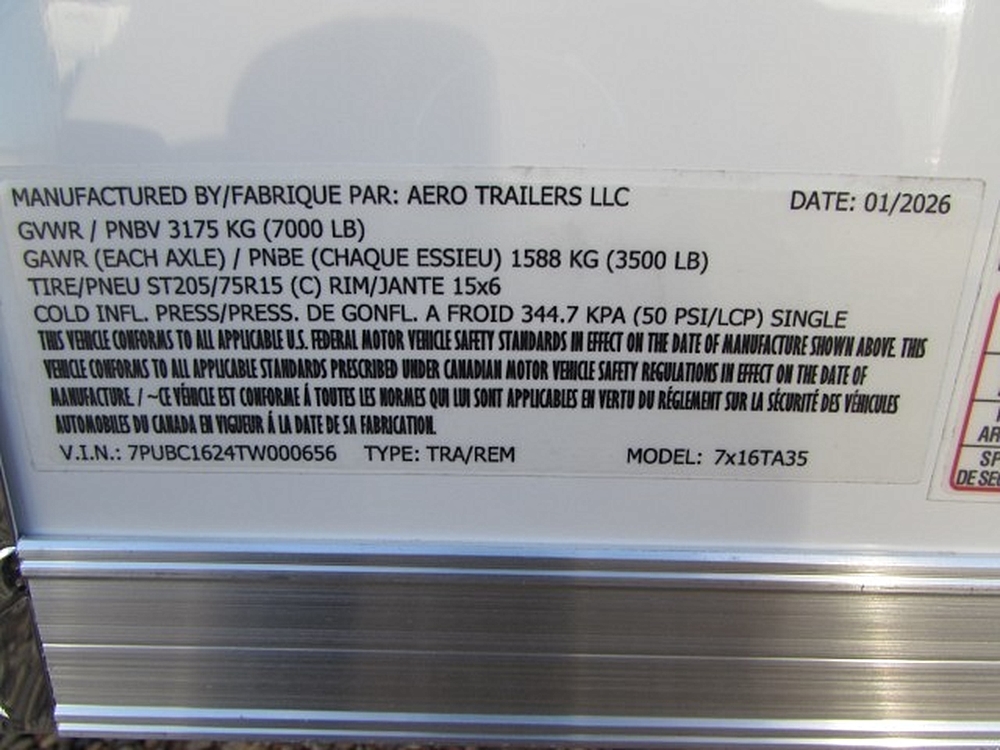 MANUFACTURED BY/FABRIQUE PAR: AERO TRAILERS LLC DATE: 01/2026
GVWR / PNBV 3175 KG (7000 LB)
GAWR (EACH AXLE) / PNBE (CHAQUE ESSIEU) 1588 KG (3500 LB)
TIRE/PNEU ST205/75R15 (C) RIM/JANTE 15x6
COLD INFL. PRESS/PRESS. DE GONFL. A FROID 344.7 KPA (50 PSI/LCP) SINGLE
THIS VEHICLE CONFORMS TO ALL APPLICABLE U.S. FEDERAL MOTOR VEHICLE SAFETY STANDARDS IN EFFECT ON THE DATE OF MANUFACTURE SHOWN ABOVE. THIS
VEHICLE CONFORMS TO ALL APPLICABLE STANDARDS PRESCRIBED UNDER CANADIAN MOTOR VEHICLE SAFETY REGULATIONS IN EFFECT ON THE DATE OF
MANUFACTURE. / ~CE VÉHICLE EST CONFORME À TOUTES LES NORMES QUI LUI SONT APPLICABLES EN VERTU DU RÉGLEMENT SUR LA SÉCURITÉ DES VÉHICULES
AUTOMOBILES DU CANADA EN VIGUEUR Á LA DATE DE SA FABRICATION.
V.I.N.: 7PUBC1624TW000656 TYPE: TRA/REM MODEL: 7x16TA35
AR
SP
DE SE